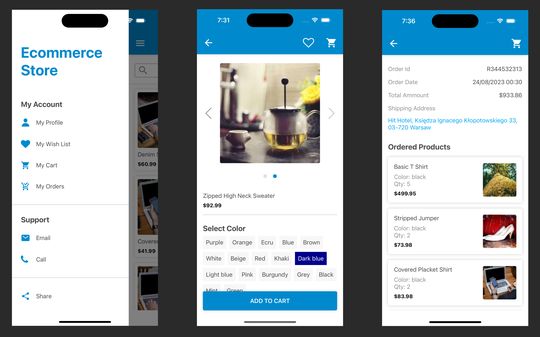 Ecommerce
Store
My Account
My Profile
My Wish List
My Cart
My Orders
Support
Email
Call
Share
Denim
$60.99
Covere
$41.99
7:31
Zipped High Neck Sweater
$92.99
Select Color
Purple Orange Ecru Blue Brown
White Beige Red Khaki Dark blue
Light blue Pink Burgundy Grey Black
Mint Green
ADD TO CART
7:36
Order Id R344532313
Order Date 24/08/2023 00:30
Total Ammount $933.86
Shipping Address
Hit Hotel, Księdza Ignacego Kłopotowskiego 33,
03-720 Warsaw
Ordered Products
Basic T Shirt
Color: black
Qty: 5
$499.95
Stripped Jumper
Color: black
Qty: 2
$73.98
Covered Placket Shirt
Color: black
Qty: 2
$83.98